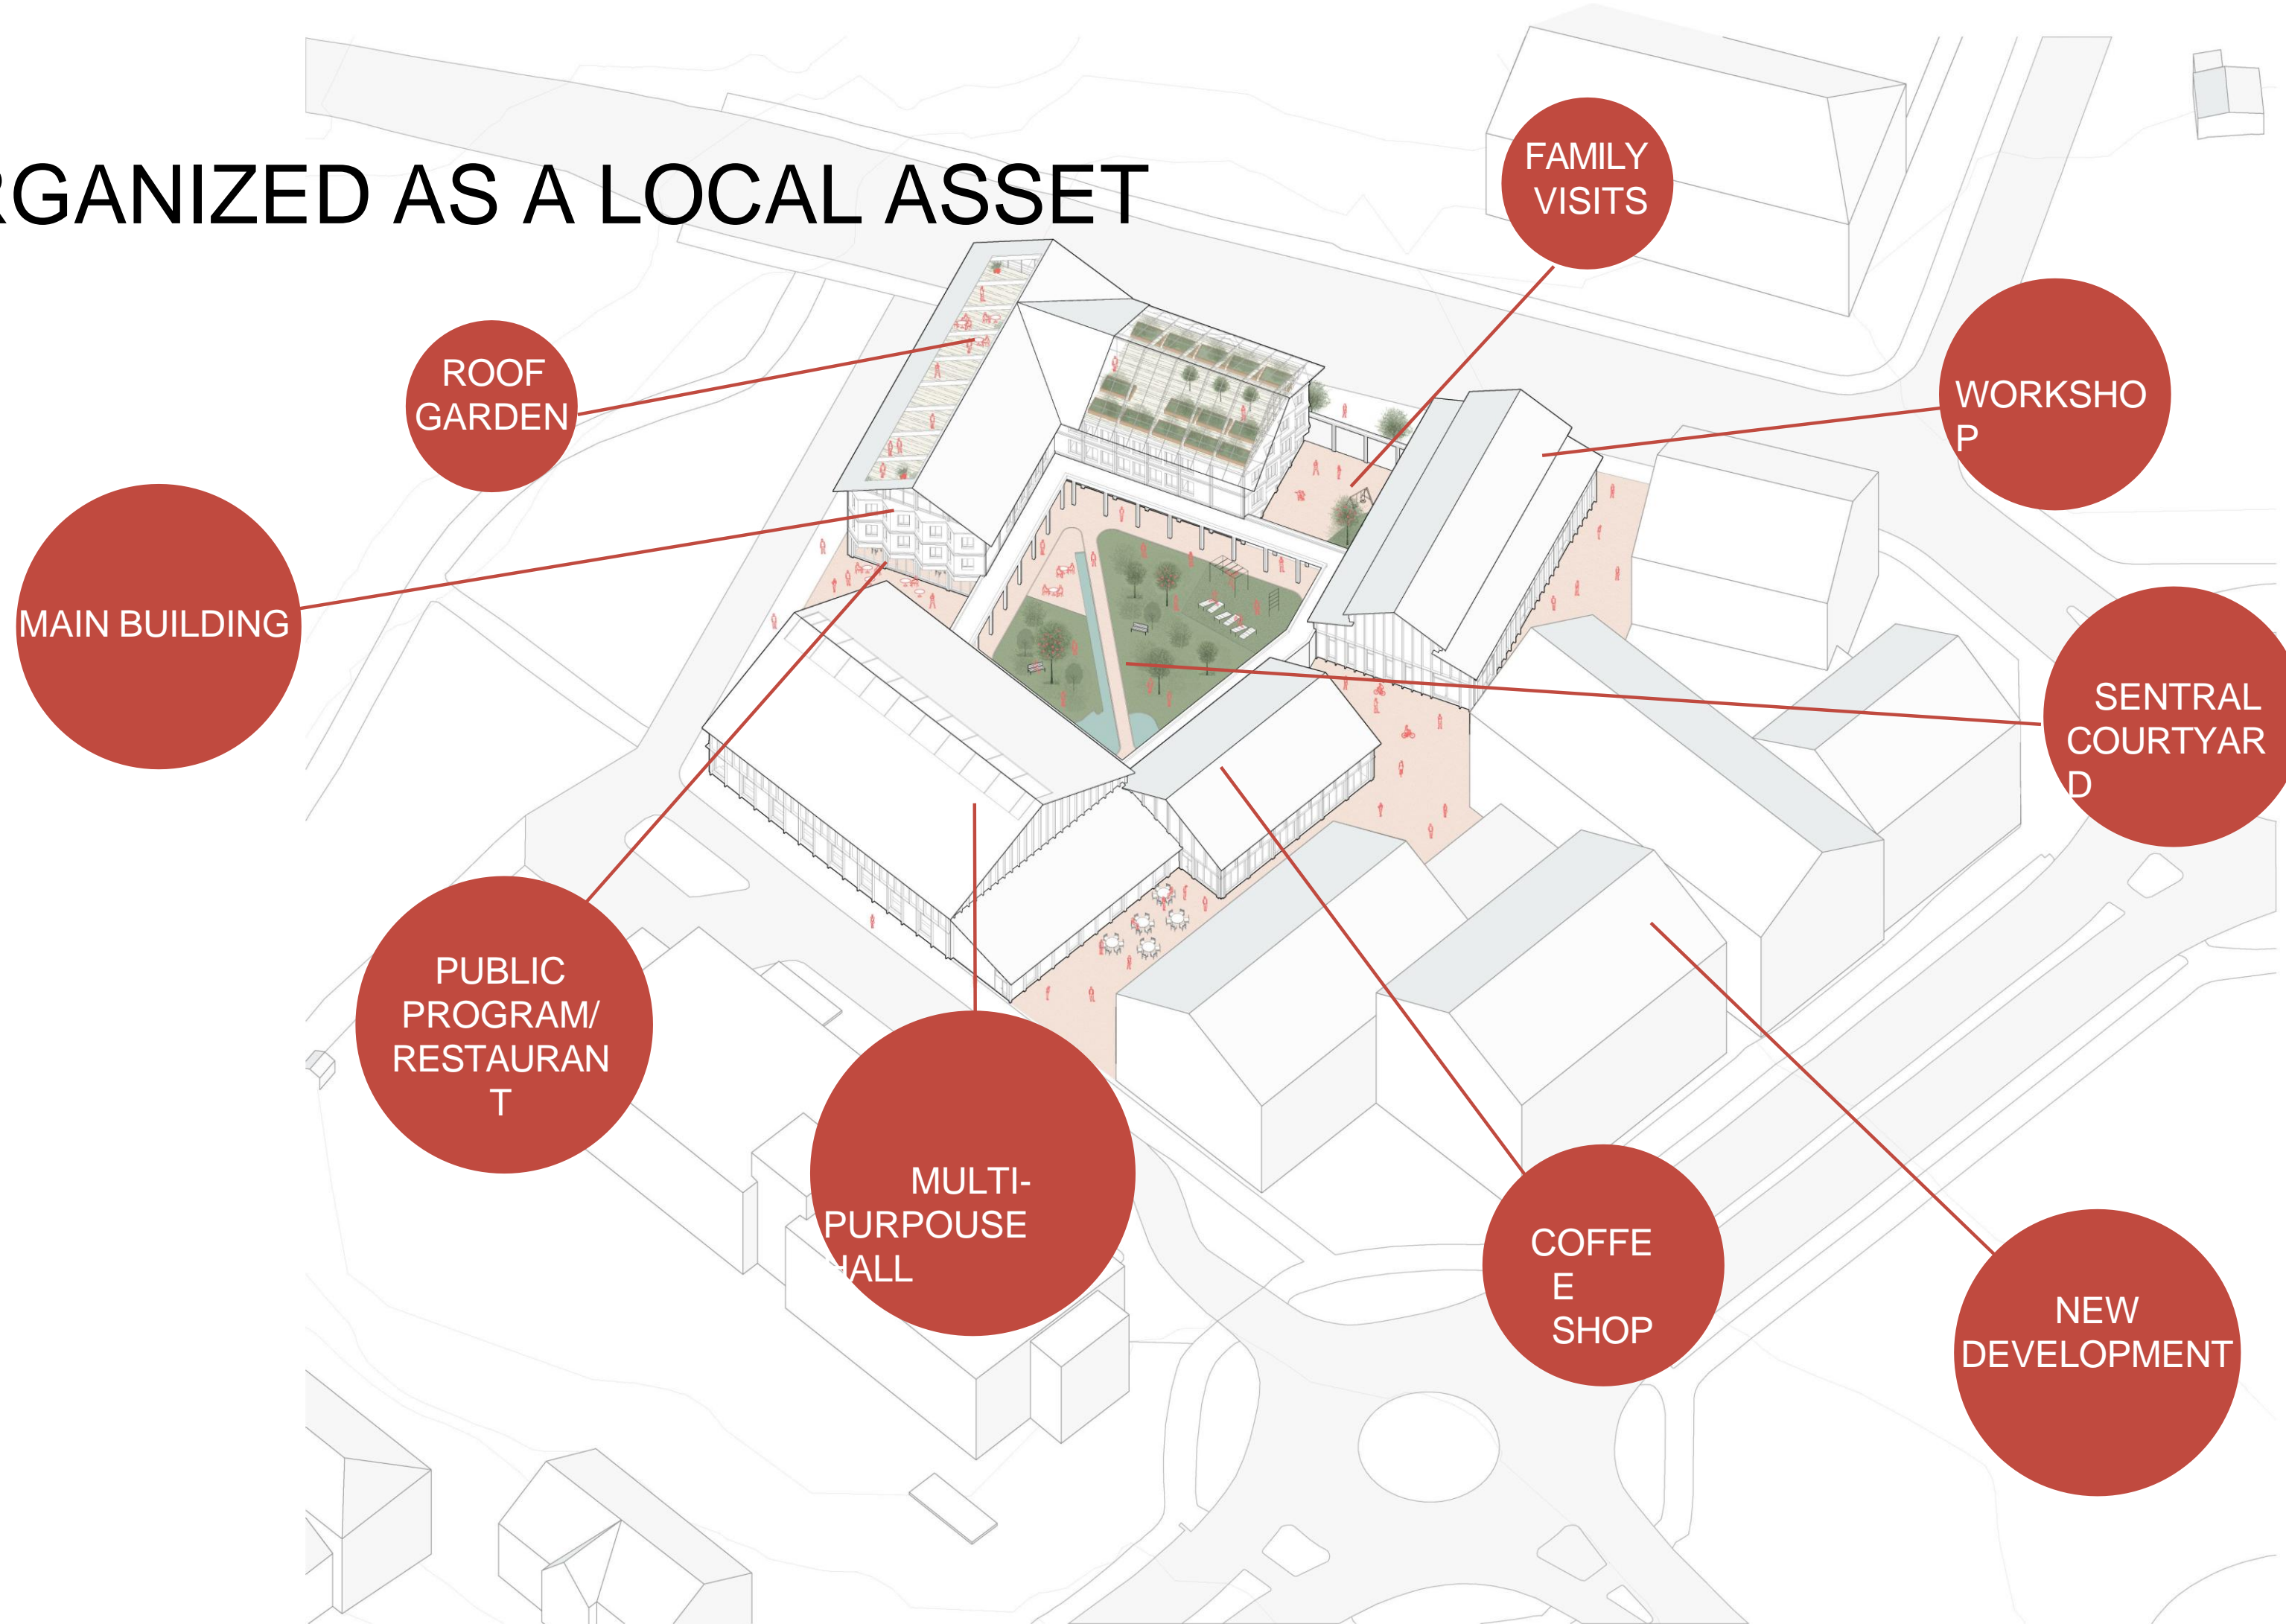 RGANIZED AS A LOCAL ASSET
FAMILY
VISITS
ROOF
GARDEN
WORKSHO
P
MAIN BUILDING
SENTRAL
COURTYAR
D
PUBLIC
PROGRAM/
RESTAURAN
T
MULTI-
PURPOUSE
HALL
COFFE
E
SHOP
NEW
DEVELOPMENT